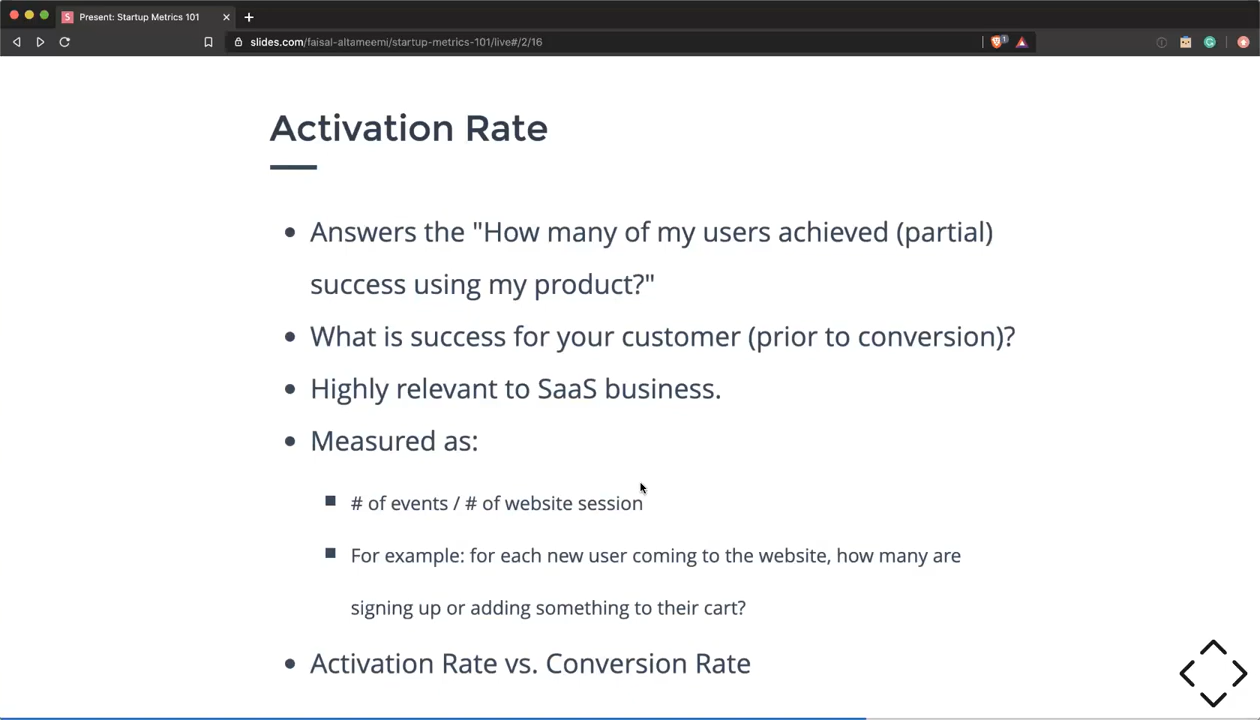 Present: Startup Metrics 101
slides.com/faisal-altameemi/startup-metrics-101/live#/2/16
Activation Rate
Answers the "How many of my users achieved (partial)
success using my product?"
What is success for your customer (prior to conversion)?
Highly relevant to SaaS business.
Measured as:
# of events / # of website session
For example: for each new user coming to the website, how many are
signing up or adding something to their cart?
Activation Rate vs. Conversion Rate